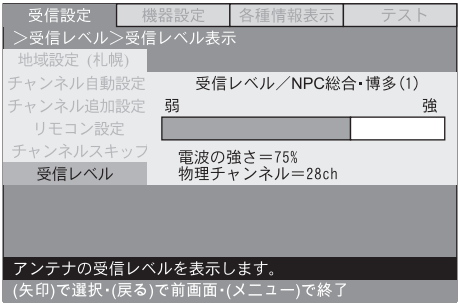 受信設定 機器設定 各種情報表示 テスト
＞受信レベル＞受信レベル表示
地域設定 (札幌)
チャンネル自動設定
チャンネル追加設定
リモコン設定
チャンネルスキップ
受信レベル
受信レベル／NPC総合・博多(1)
弱 強
電波の強さ＝75%
物理チャンネル＝28ch
アンテナの受信レベルを表示します。
(矢印)で選択・(戻る)で前画面・(メニュー)で終了